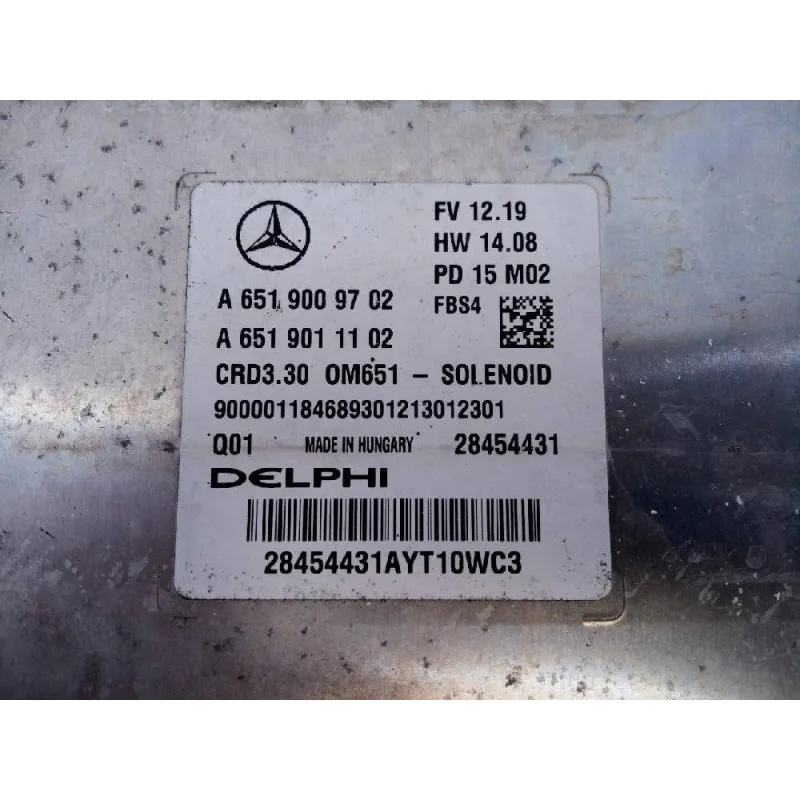 FV 12.19
HW 14.08
PD 15 M02
A 651 900 97 02
FBS4
A 651 901 11 02
CRD3.30 OM651 - SOLENOID
900001184689301213012301
Q01 MADE IN HUNGARY 28454431
DELPHI
28454431AYT10WC3